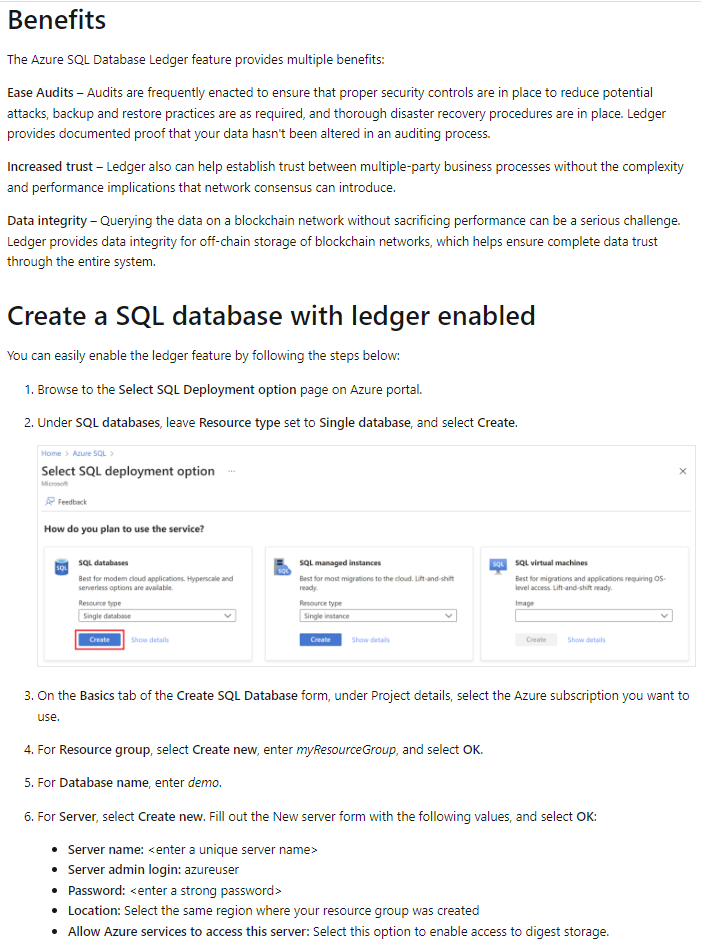 Benefits
The Azure SQL Database Ledger feature provides multiple benefits:
Ease Audits – Audits are frequently enacted to ensure that proper security controls are in place to reduce potential
attacks, backup and restore practices are as required, and thorough disaster recovery procedures are in place. Ledger
provides documented proof that your data hasn't been altered in an auditing process.
Increased trust – Ledger also can help establish trust between multiple-party business processes without the complexity
and performance implications that network consensus can introduce.
Data integrity – Querying the data on a blockchain network without sacrificing performance can be a serious challenge.
Ledger provides data integrity for off-chain storage of blockchain networks, which helps ensure complete data trust
through the entire system.
Create a SQL database with ledger enabled
You can easily enable the ledger feature by following the steps below:
1. Browse to the Select SQL Deployment option page on Azure portal.
2. Under SQL databases, leave Resource type set to Single database, and select Create.
Home > Azure SQL >
Select SQL deployment option ...
Microsoft
Feedback
How do you plan to use the service?
SQL
SQL databases
Best for modern cloud applications. Hyperscale and
serverless options are available.
Resource type
Single database
Create Show details
SQL
SQL managed instances
Best for most migrations to the cloud. Lift-and-shift
ready.
Resource type
Single instance
Create Show details
SQL
SQL virtual machines
Best for migrations and applications requiring OS-
level access. Lift-and-shift ready.
Image
Create Show details
3. On the Basics tab of the Create SQL Database form, under Project details, select the Azure subscription you want to
use.
4. For Resource group, select Create new, enter myResourceGroup, and select OK.
5. For Database name, enter demo.
6. For Server, select Create new. Fill out the New server form with the following values, and select OK:
• Server name: <enter a unique server name>
• Server admin login: azureuser
• Password: <enter a strong password>
• Location: Select the same region where your resource group was created
• Allow Azure services to access this server: Select this option to enable access to digest storage.